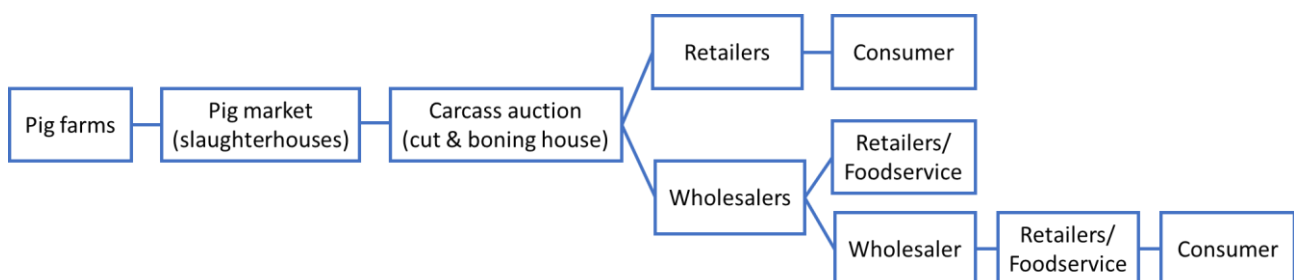 Pig farms
Pig market
(slaughterhouses)
Carcass auction
(cut & boning house)
Retailers
Consumer
Wholesalers
Retailers/
Foodservice
Wholesaler
Retailers/
Foodservice
Consumer